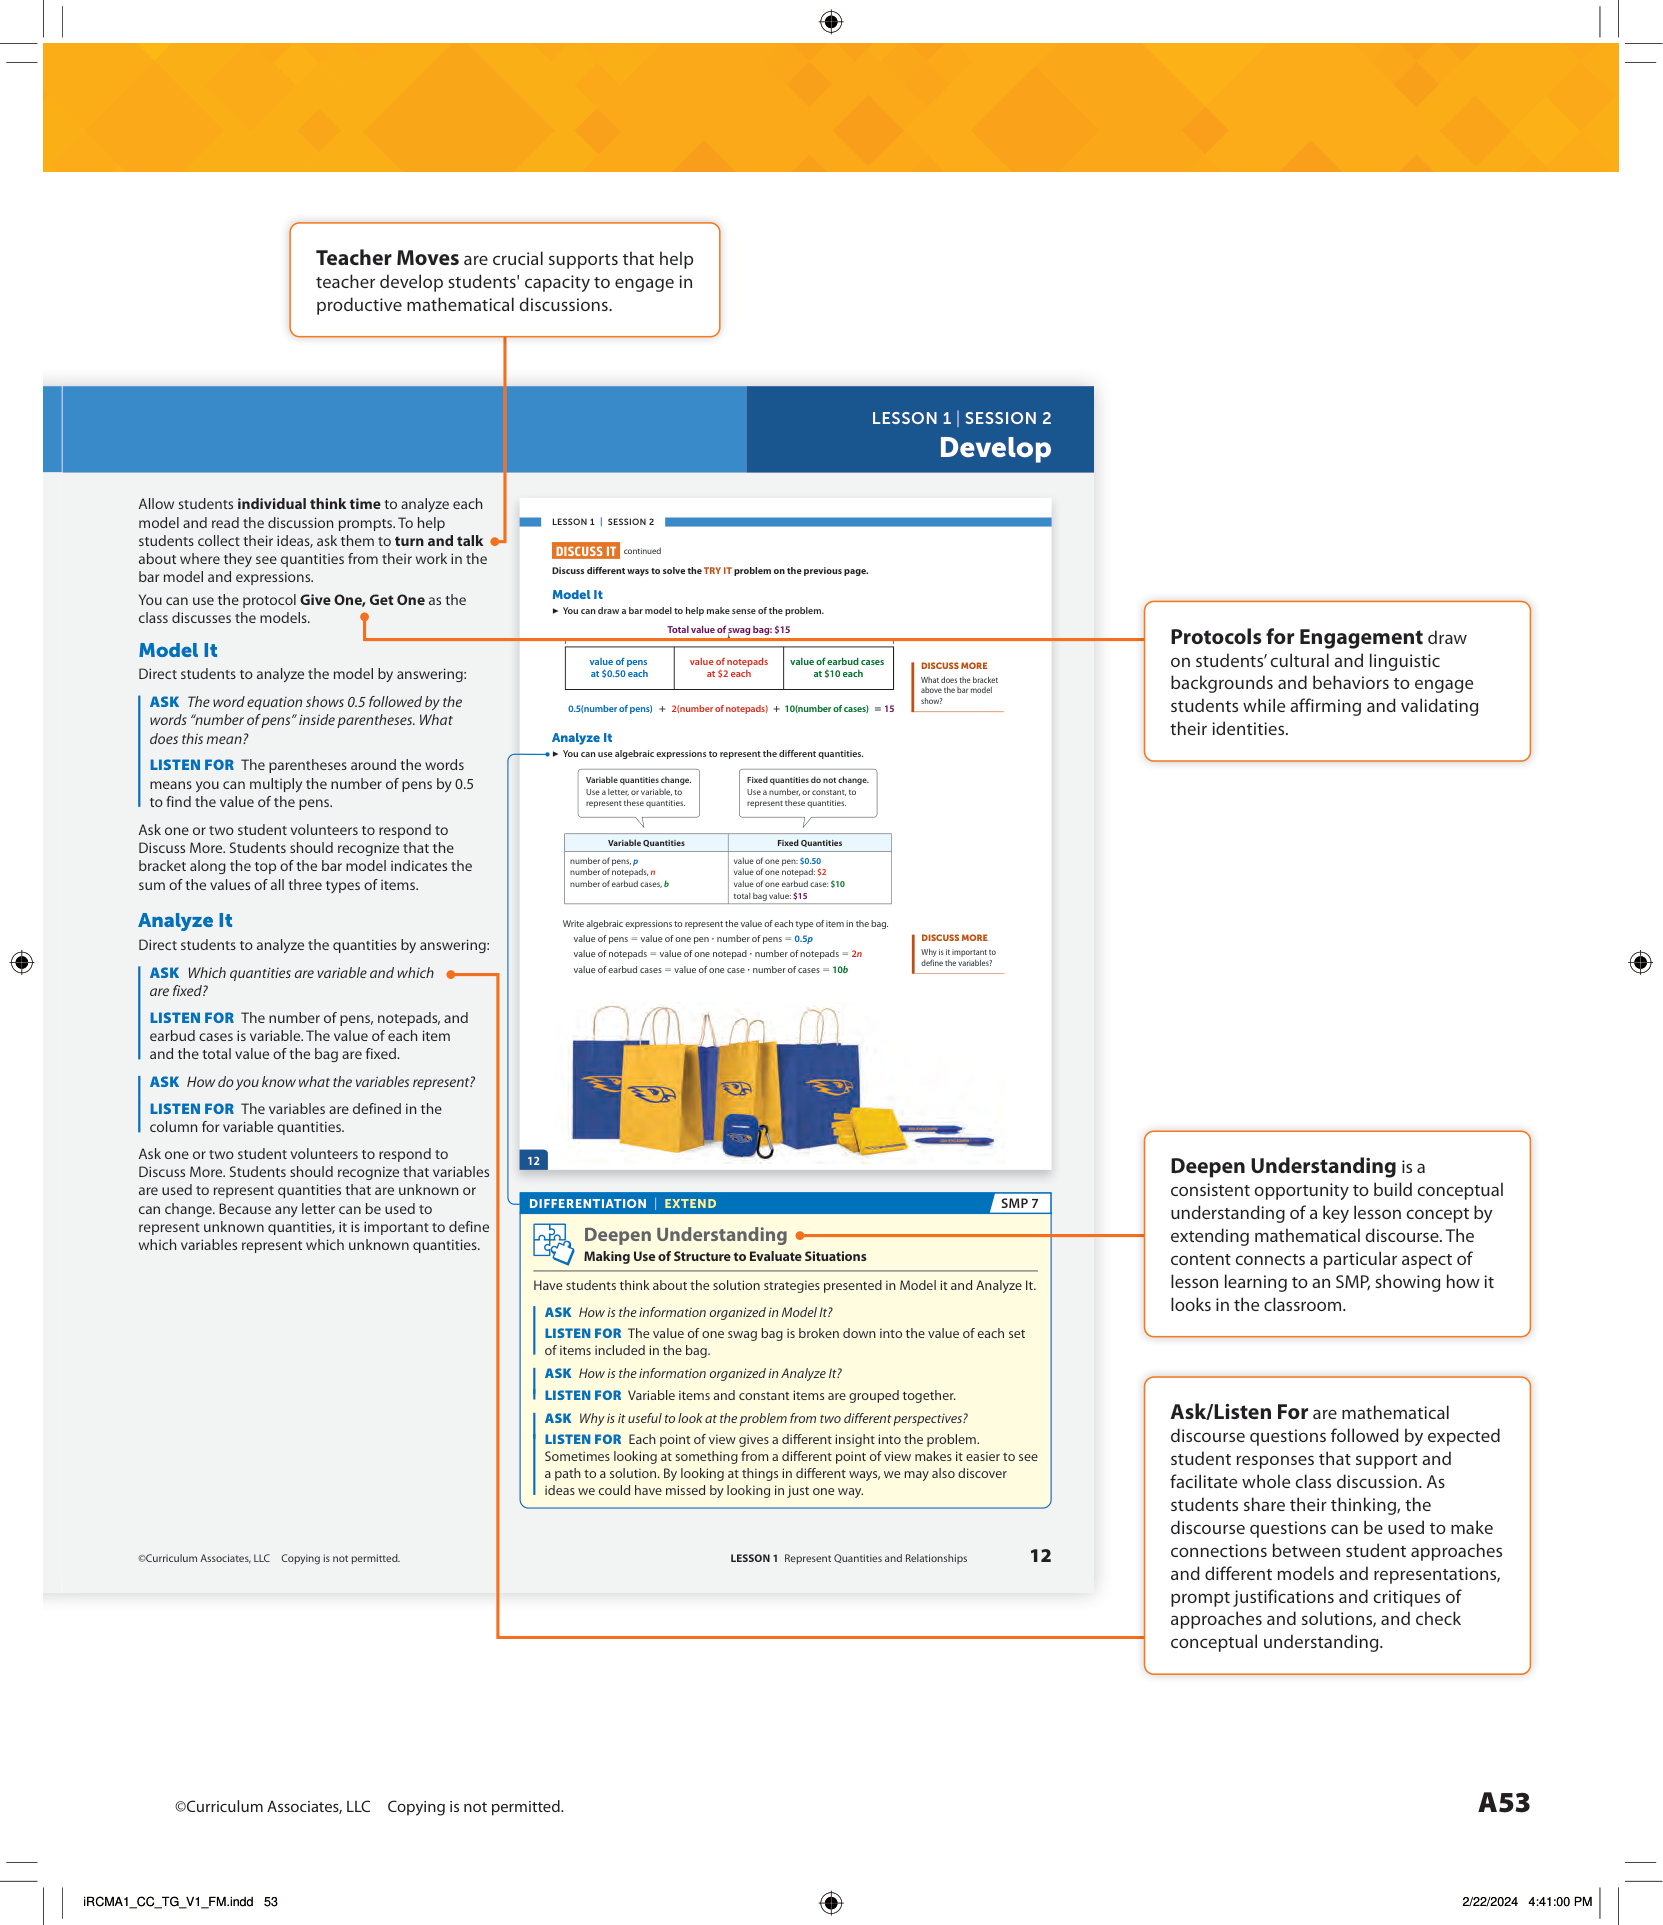 Teacher Moves are crucial supports that help
teacher develop students' capacity to engage in
productive mathematical discussions.
LESSON 1 | SESSION 2
Develop
Allow students individual think time to analyze each
model and read the discussion prompts. To help
students collect their ideas, ask them to turn and talk
about where they see quantities from their work in the
bar model and expressions.
You can use the protocol Give One, Get One as the
class discusses the models.
Model It
Direct students to analyze the model by answering:
ASK The word equation shows 0.5 followed by the
words “number of pens” inside parentheses. What
does this mean?
LISTEN FOR The parentheses around the words
means you can multiply the number of pens by 0.5
to find the value of the pens.
Ask one or two student volunteers to respond to
Discuss More. Students should recognize that the
bracket along the top of the bar model indicates the
sum of the values of all three types of items.
Analyze It
Direct students to analyze the quantities by answering:
ASK Which quantities are variable and which
are fixed?
LISTEN FOR The number of pens, notepads, and
earbud cases is variable. The value of each item
and the total value of the bag are fixed.
ASK How do you know what the variables represent?
LISTEN FOR The variables are defined in the
column for variable quantities.
Ask one or two student volunteers to respond to
Discuss More. Students should recognize that variables
are used to represent quantities that are unknown or
can change. Because any letter can be used to
represent unknown quantities, it is important to define
which variables represent which unknown quantities.
LESSON 1 | SESSION 2
DISCUSS IT continued
Discuss different ways to solve the TRY IT problem on the previous page.
Model It
► You can draw a bar model to help make sense of the problem.
Total value of swag bag: $15
value of pens
at $0.50 each
value of notepads
at $2 each
value of earbud cases
at $10 each
0.5(number of pens) + 2(number of notepads) + 10(number of cases) = 15
DISCUSS MORE
What does the bracket
above the bar model
show?
Analyze It
► You can use algebraic expressions to represent the different quantities.
Variable quantities change.
Use a letter, or variable, to
represent these quantities.
Fixed quantities do not change.
Use a number, or constant, to
represent these quantities.
Variable Quantities
Fixed Quantities
number of pens, p
number of notepads, n
number of earbud cases, b
value of one pen: $0.50
value of one notepad: $2
value of one earbud case: $10
total bag value: $15
Write algebraic expressions to represent the value of each type of item in the bag.
value of pens = value of one pen · number of pens = 0.5p
value of notepads = value of one notepad · number of notepads = 2n
value of earbud cases = value of one case · number of cases = 10b
DISCUSS MORE
Why is it important to
define the variables?
12
DIFFERENTIATION | EXTEND
SMP 7
Deepen Understanding
Making Use of Structure to Evaluate Situations
Have students think about the solution strategies presented in Model it and Analyze It.
ASK How is the information organized in Model It?
LISTEN FOR The value of one swag bag is broken down into the value of each set
of items included in the bag.
ASK How is the information organized in Analyze It?
LISTEN FOR Variable items and constant items are grouped together.
ASK Why is it useful to look at the problem from two different perspectives?
LISTEN FOR Each point of view gives a different insight into the problem.
Sometimes looking at something from a different point of view makes it easier to see
a path to a solution. By looking at things in different ways, we may also discover
ideas we could have missed by looking in just one way.
©Curriculum Associates, LLC Copying is not permitted.
LESSON 1 Represent Quantities and Relationships
12
Protocols for Engagement draw
on students’ cultural and linguistic
backgrounds and behaviors to engage
students while affirming and validating
their identities.
Deepen Understanding is a
consistent opportunity to build conceptual
understanding of a key lesson concept by
extending mathematical discourse. The
content connects a particular aspect of
lesson learning to an SMP, showing how it
looks in the classroom.
Ask/Listen For are mathematical
discourse questions followed by expected
student responses that support and
facilitate whole class discussion. As
students share their thinking, the
discourse questions can be used to make
connections between student approaches
and different models and representations,
prompt justifications and critiques of
approaches and solutions, and check
conceptual understanding.
©Curriculum Associates, LLC Copying is not permitted.
A53
iRCMA1_CC_TG_V1_FM.indd 53
2/22/2024 4:41:00 PM